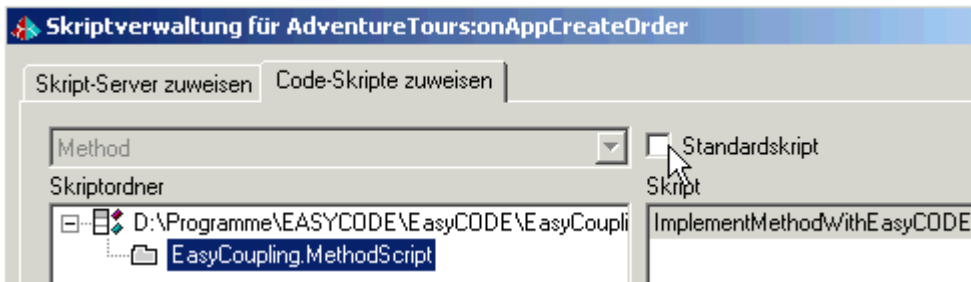 Skriptverwaltung für AdventureTours:onAppCreateOrder
Skript-Server zuweisen Code-Skripte zuweisen
Method Standardskript
Skriptordner Skript
D:\Programme\EASYCODE\EasyCODE\EasyCoupli ImplementMethodWithEasyCODE
EasyCoupling.MethodScript